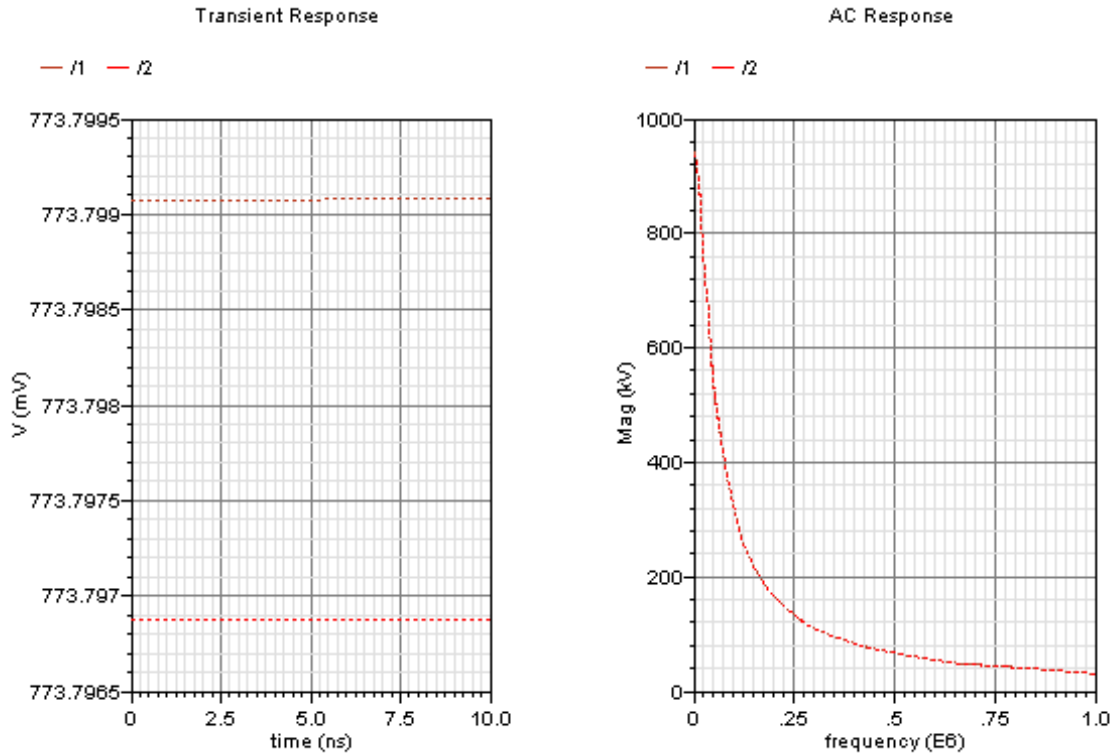 Transient Response
/1 /2
V (mV)
773.7995
773.799
773.7985
773.798
773.7975
773.797
773.7965
0 2.5 5.0 7.5 10.0
time (ns)
AC Response
/1 /2
Mag (kV)
1000
800
600
400
200
0
0 .25 .5 .75 1.0
frequency (E6)